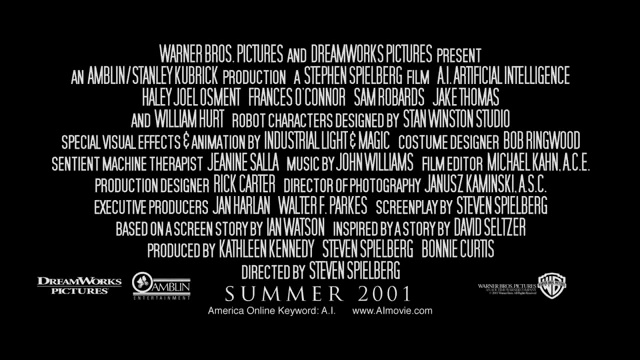 WARNER BROS. PICTURES AND DREAMWORKS PICTURES PRESENT
AN AMBLIN/STANLEY KUBRICK PRODUCTION A STEPHEN SPIELBERG FILM A.I. ARTIFICIAL INTELLIGENCE
HALEY JOEL OSMENT FRANCES O'CONNOR SAM ROBARDS JAKE THOMAS
AND WILLIAM HURT ROBOT CHARACTERS DESIGNED BY STAN WINSTON STUDIO
SPECIAL VISUAL EFFECTS & ANIMATION BY INDUSTRIAL LIGHT & MAGIC COSTUME DESIGNER BOB RINGWOOD
SENTIENT MACHINE THERAPIST JEANINE SALLA MUSIC BY JOHN WILLIAMS FILM EDITOR MICHAEL KAHN, A.C.E.
PRODUCTION DESIGNER RICK CARTER DIRECTOR OF PHOTOGRAPHY JANUSZ KAMINSKI, A.S.C.
EXECUTIVE PRODUCERS JAN HARLAN WALTER F. PARKES SCREENPLAY BY STEVEN SPIELBERG
BASED ON A SCREEN STORY BY IAN WATSON INSPIRED BY A STORY BY DAVID SELTZER
PRODUCED BY KATHLEEN KENNEDY STEVEN SPIELBERG BONNIE CURTIS
DIRECTED BY STEVEN SPIELBERG
DREAMWORKS
PICTURES
AMBLIN
ENTERTAINMENT
SUMMER 2001
America Online Keyword: A.I. www.AImovie.com
WARNER BROS. PICTURES
WB